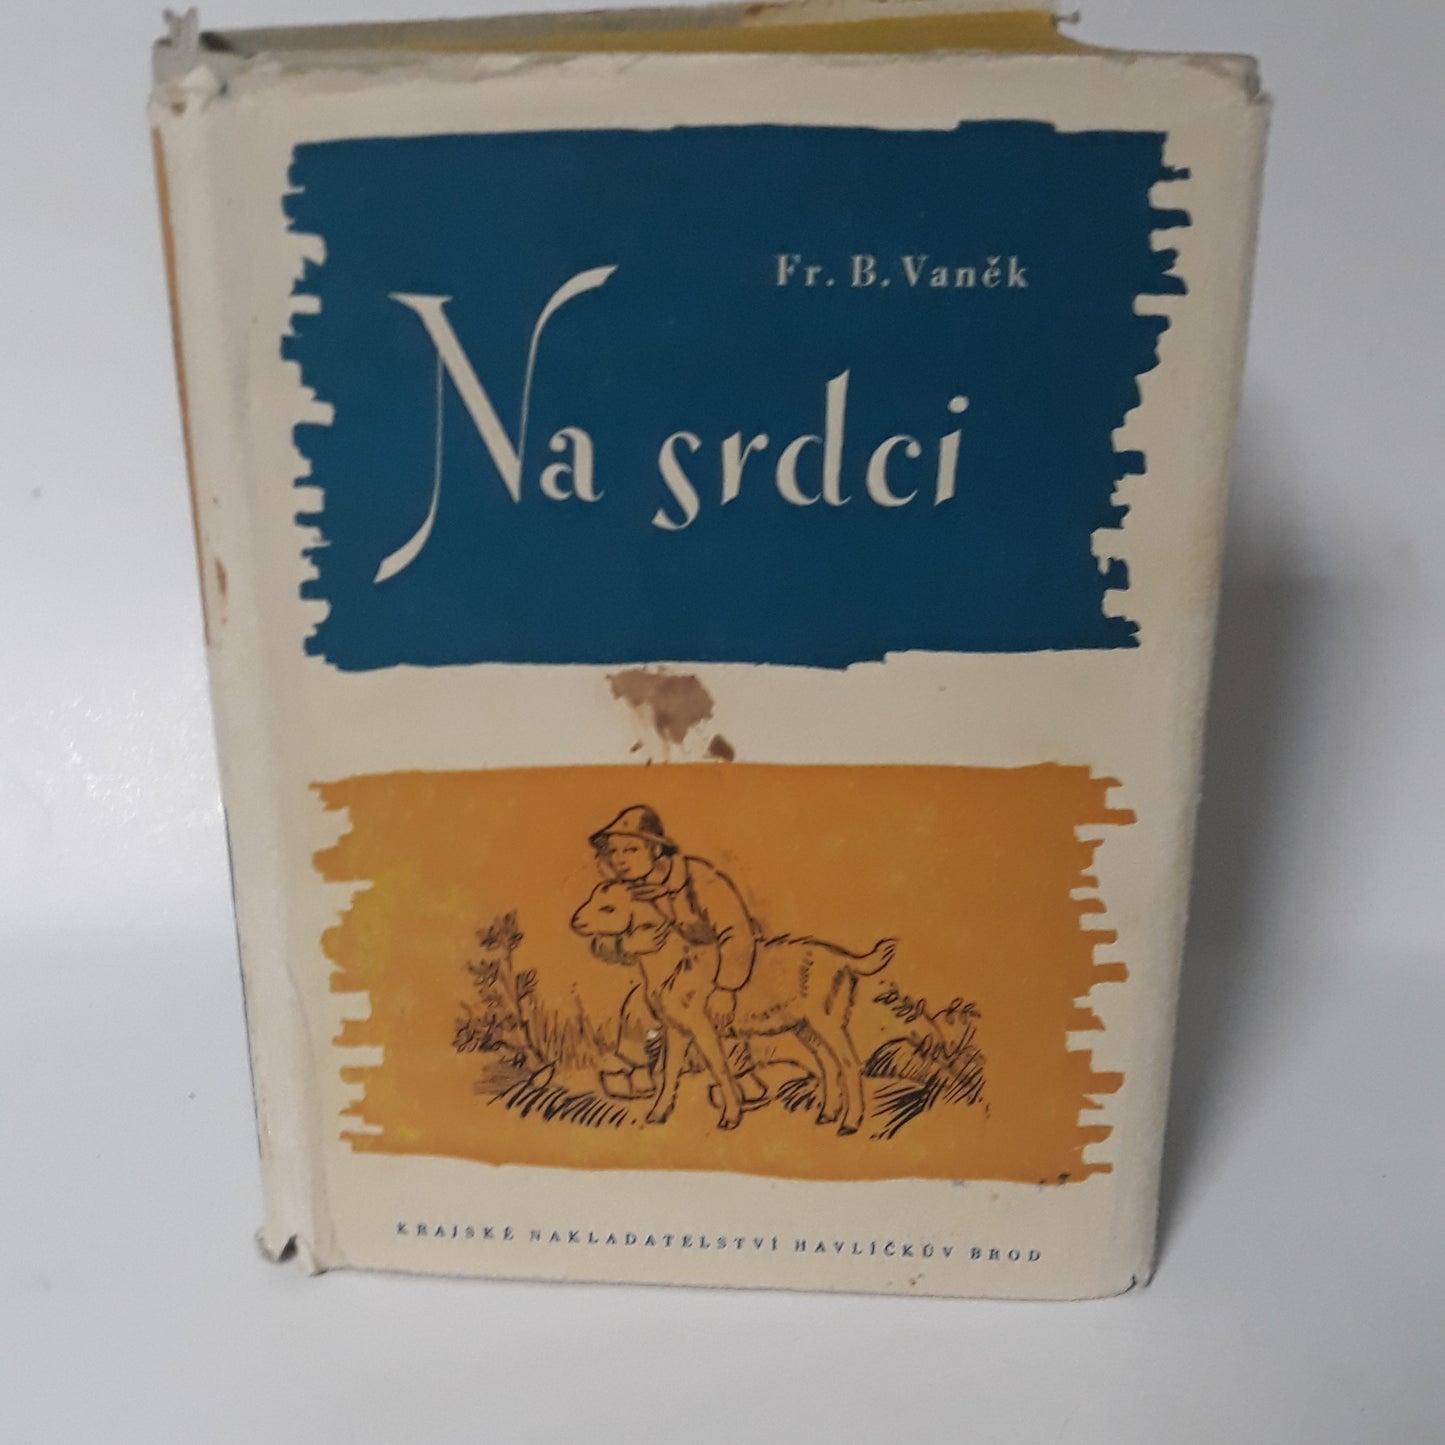 Fr. B. Vaněk
Na srdci
KRAJSKÉ NAKLADATELSTVÍ HAVLÍČKŮV BROD